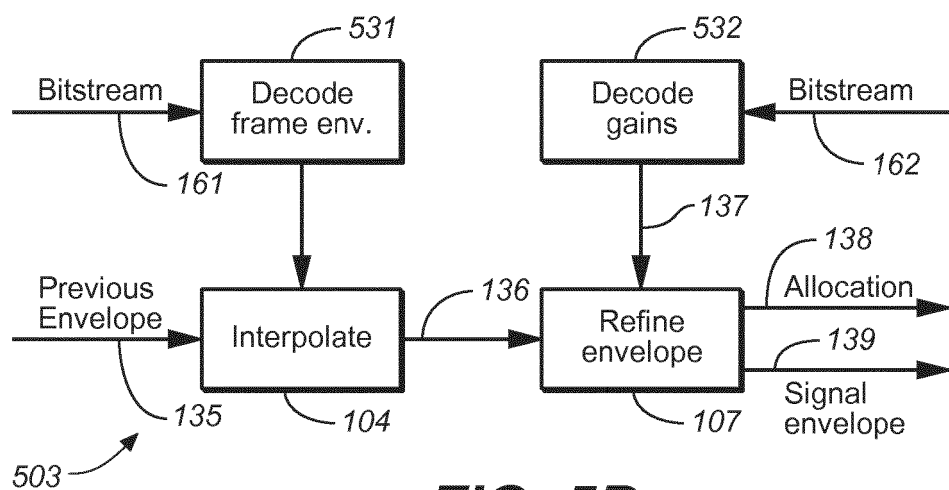 531
532
Bitstream
Decode
frame env.
Decode
gains
Bitstream
161
162
137
138
Previous
Envelope
136
Allocation
Interpolate
Refine
envelope
139
135
104
107
Signal
envelope
503